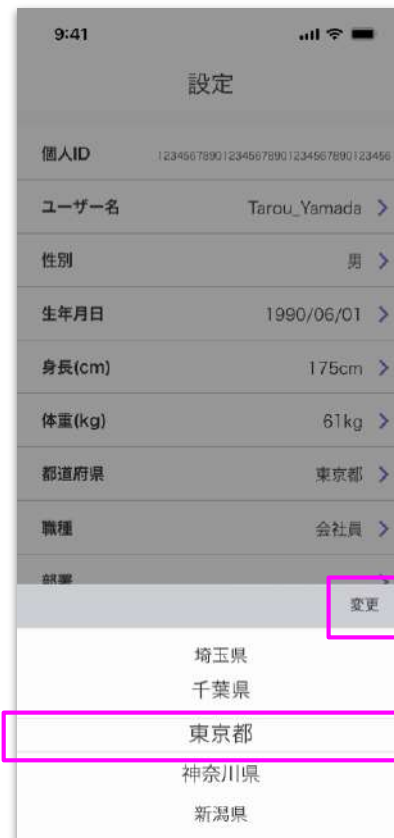 9:41
設定
個人ID 123456789012345678901234567890123456
ユーザー名 Tarou_Yamada
性別 男
生年月日 1990/06/01
身長(cm) 175cm
体重(kg) 61kg
都道府県 東京都
職種 会社員
部署
変更
埼玉県
千葉県
東京都
神奈川県
新潟県